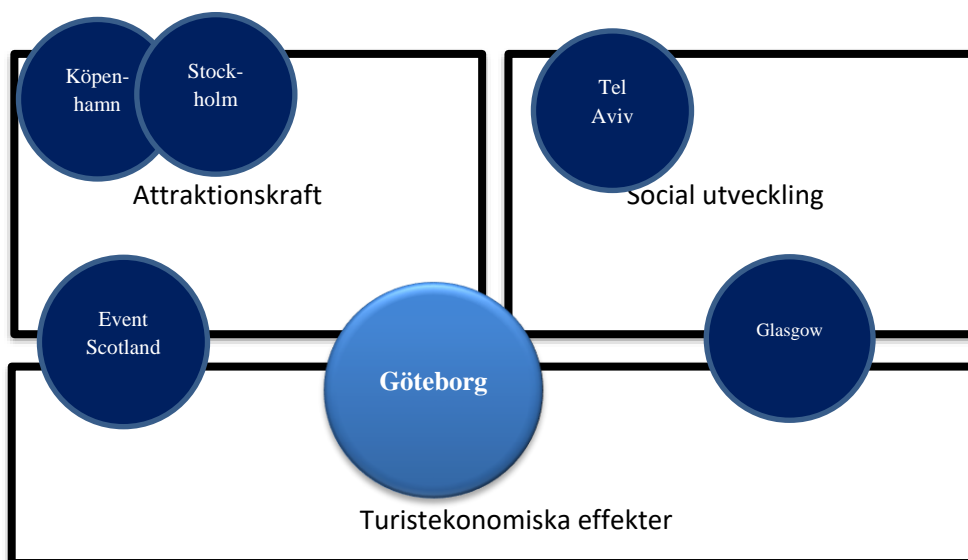 Köpen-
hamn
Stock-
holm
Tel
Aviv
Attraktionskraft
Social utveckling
Event
Scotland
Göteborg
Glasgow
Turistekonomiska effekter